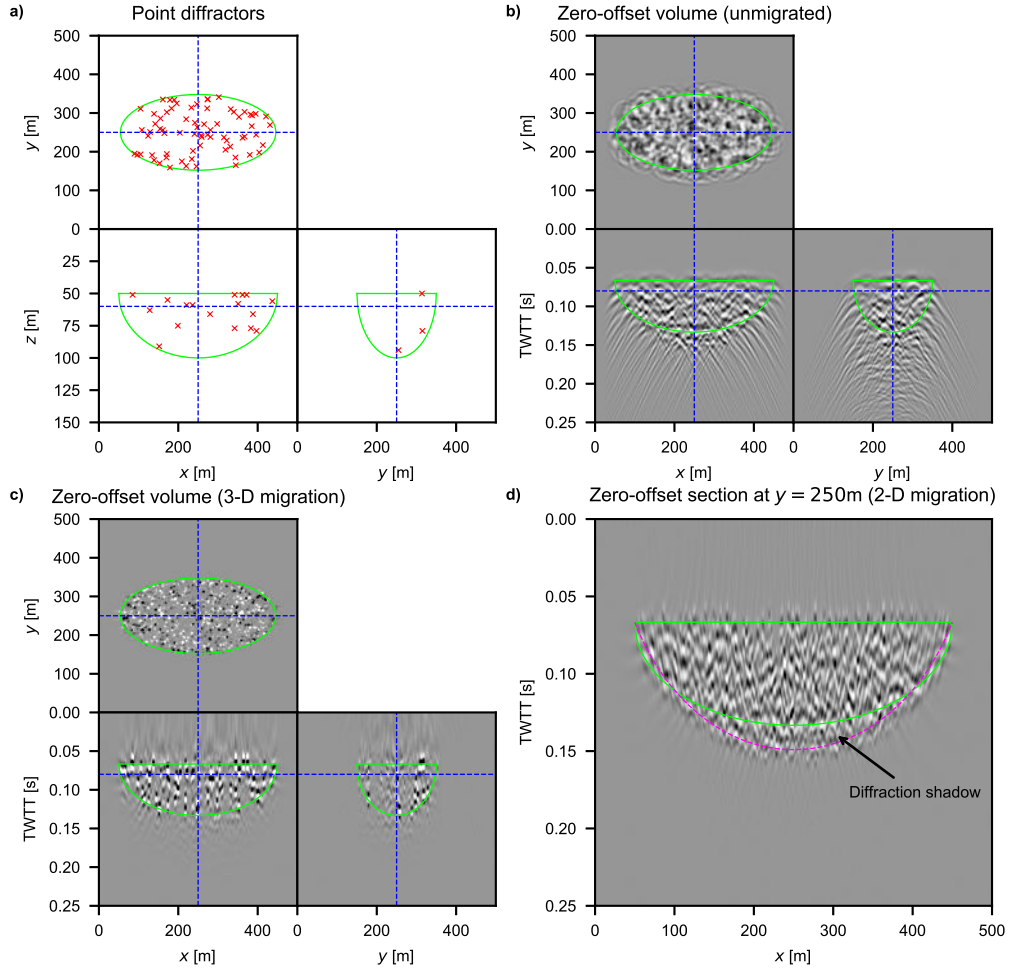 a) Point diffractors
500
400
300
200
100
0
y [m]
25
50
75
100
125
150
z [m]
0 200 400
x [m]
200 400
y [m]
b) Zero-offset volume (unmigrated)
500
400
300
200
100
0.00
y [m]
0.05
0.10
0.15
0.20
0.25
TWTT [s]
0 200 400
x [m]
0 200 400
y [m]
c) Zero-offset volume (3-D migration)
500
400
300
200
100
0.00
y [m]
0.05
0.10
0.15
0.20
0.25
TWTT [s]
0 200 400
x [m]
200 400
y [m]
d) Zero-offset section at y = 250m (2-D migration)
0.00
0.05
0.10
0.15
0.20
0.25
TWTT [s]
Diffraction shadow
0 100 200 300 400 500
x [m]